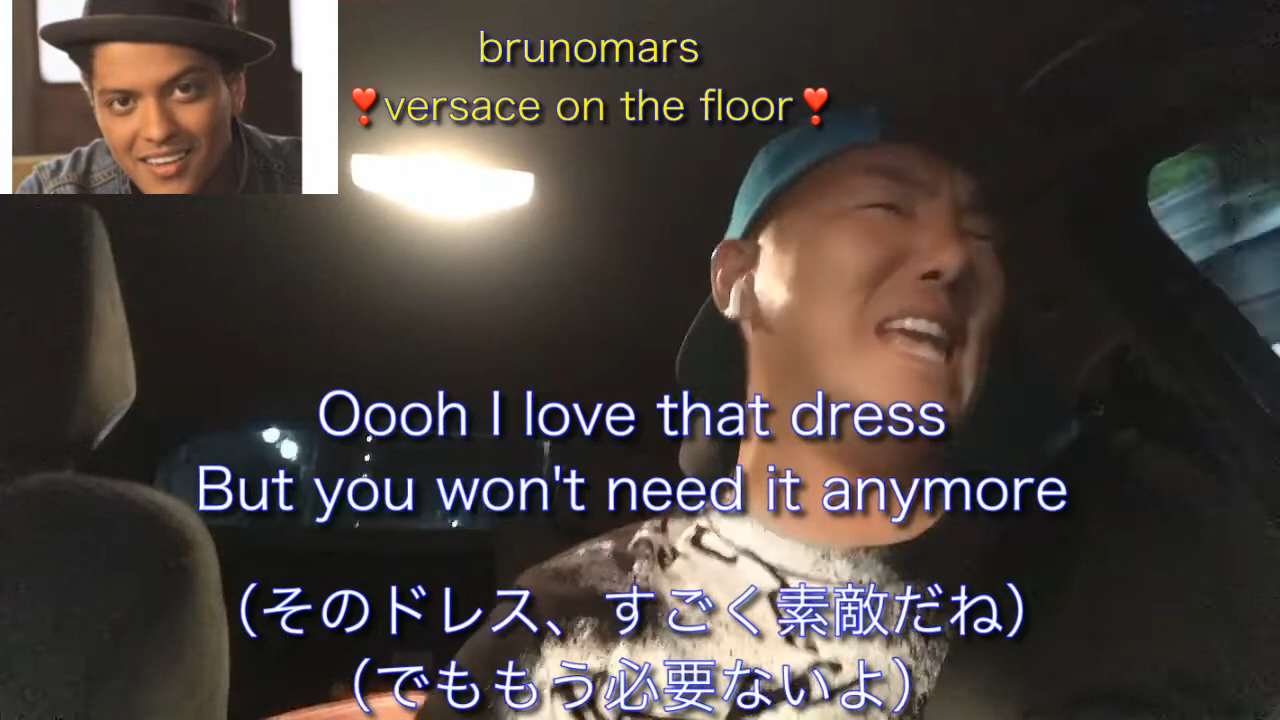 brunomars
❣versace on the floor❣
Oooh I love that dress
But you won't need it anymore
（そのドレス、すごく素敵だね）
（でももう必要ないよ）